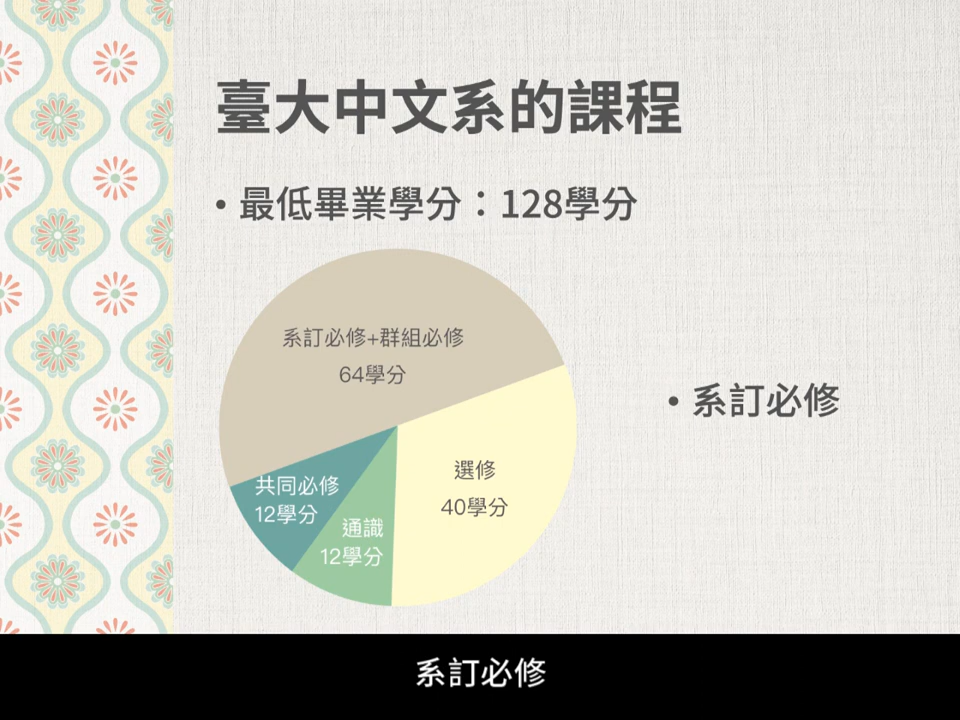 臺大中文系的課程
• 最低畢業學分：128學分
系訂必修+群組必修
64學分
選修
40學分
共同必修
12學分
通識
12學分
• 系訂必修
系訂必修